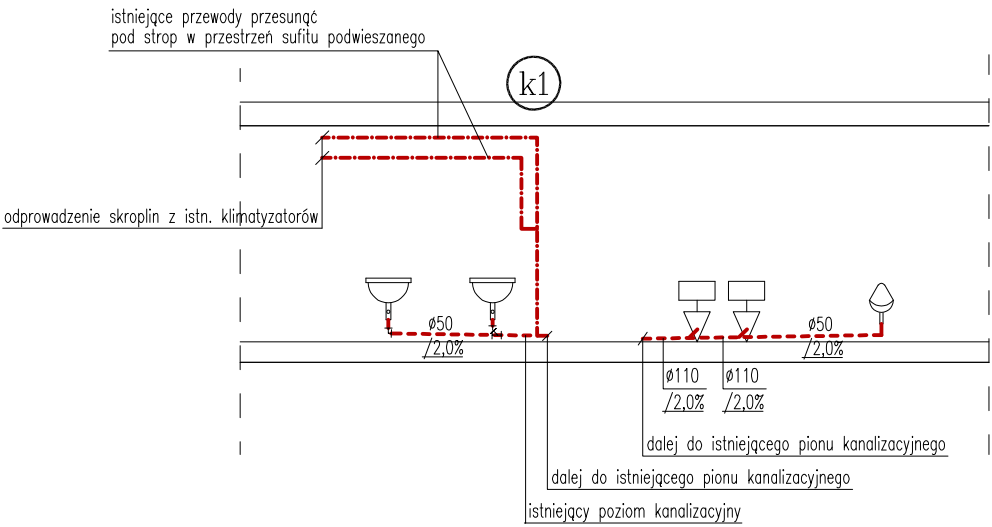 istniejące przewody przesunąć
pod strop w przestrzeń sufitu podwieszanego
k1
odprowadzenie skroplin z istn. klimatyzatorów
ø50
/2,0%
ø50
/2,0%
ø110
/2,0%
ø110
/2,0%
dalej do istniejącego pionu kanalizacyjnego
dalej do istniejącego pionu kanalizacyjnego
istniejący poziom kanalizacyjny